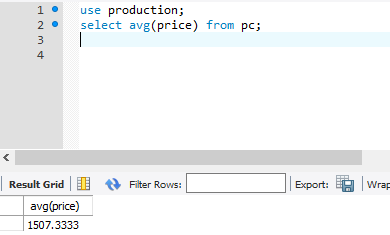 1 use production;
2 select avg(price) from pc;
3
4
Result Grid Filter Rows: Export: Wrap
avg(price)
1507.3333